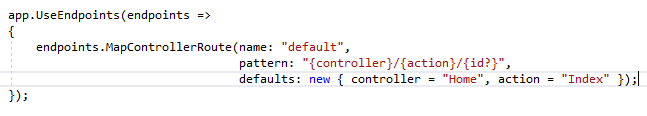 app.UseEndpoints(endpoints =>
{
endpoints.MapControllerRoute(name: "default",
pattern: "{controller}/{action}/{id?}",
defaults: new { controller = "Home", action = "Index" });
});